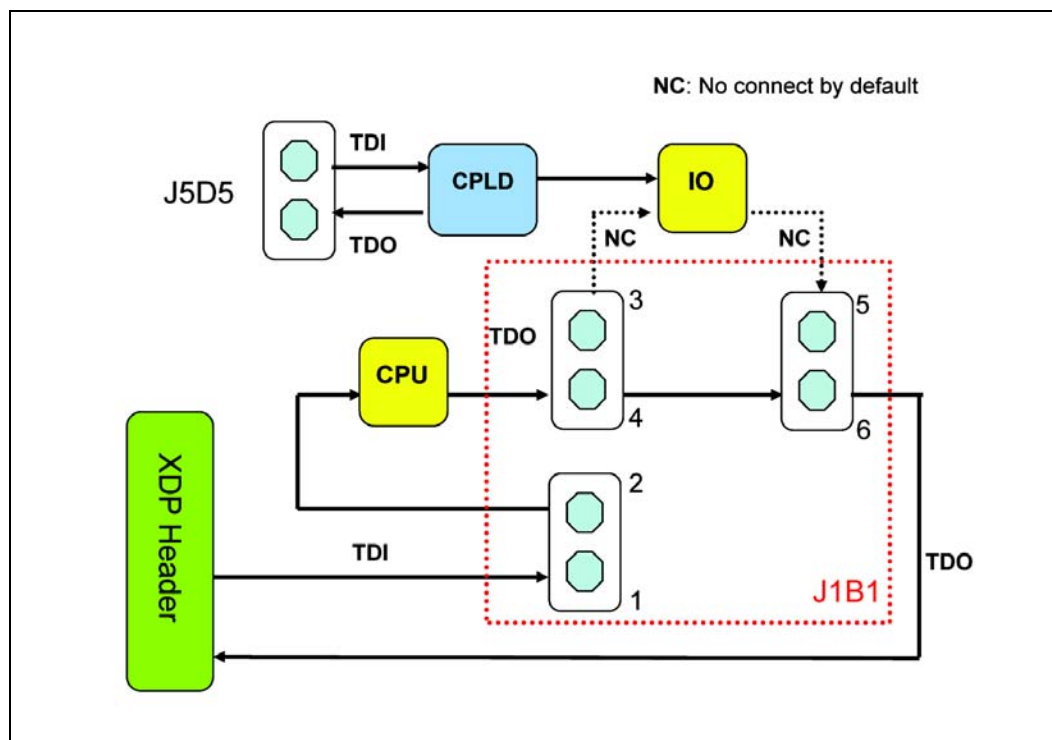 NC: No connect by default
TDI
CPLD
IO
J5D5
TDO
NC
NC
3
5
TDO
CPU
4
6
XDP Header
2
TDI
1
J1B1
TDO